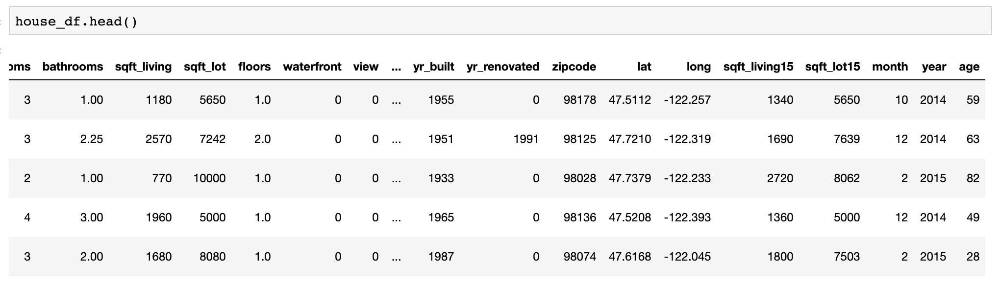 house_df.head()
oms bathrooms sqft_living sqft_lot floors waterfront view ... yr_built yr_renovated zipcode lat long sqft_living15 sqft_lot15 month year age
3 1.00 1180 5650 1.0 0 0 ... 1955 0 98178 47.5112 -122.257 1340 5650 10 2014 59
3 2.25 2570 7242 2.0 0 0 ... 1951 1991 98125 47.7210 -122.319 1690 7639 12 2014 63
2 1.00 770 10000 1.0 0 0 ... 1933 0 98028 47.7379 -122.233 2720 8062 2 2015 82
4 3.00 1960 5000 1.0 0 0 ... 1965 0 98136 47.5208 -122.393 1360 5000 12 2014 49
3 2.00 1680 8080 1.0 0 0 ... 1987 0 98074 47.6168 -122.045 1800 7503 2 2015 28